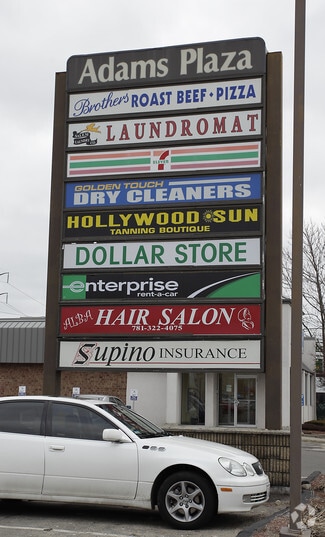 Adams Plaza
Brothers ROAST BEEF • PIZZA
LAUNDROMAT
7 ELEVEN
GOLDEN TOUCH
DRY CLEANERS
HOLLYWOOD SUN
TANNING BOUTIQUE
DOLLAR STORE
enterprise
rent-a-car
ALBA HAIR SALON
781-322-4075
Supino INSURANCE